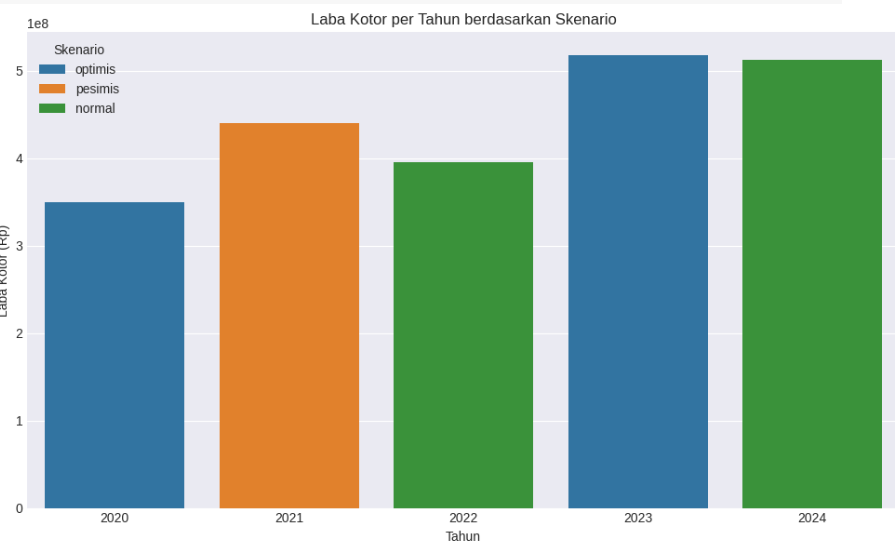 Laba Kotor per Tahun berdasarkan Skenario
1e8
Skenario
optimis
pesimis
normal
5
4
3
2
1
0
Laba Kotor (Rp)
2020 2021 2022 2023 2024
Tahun